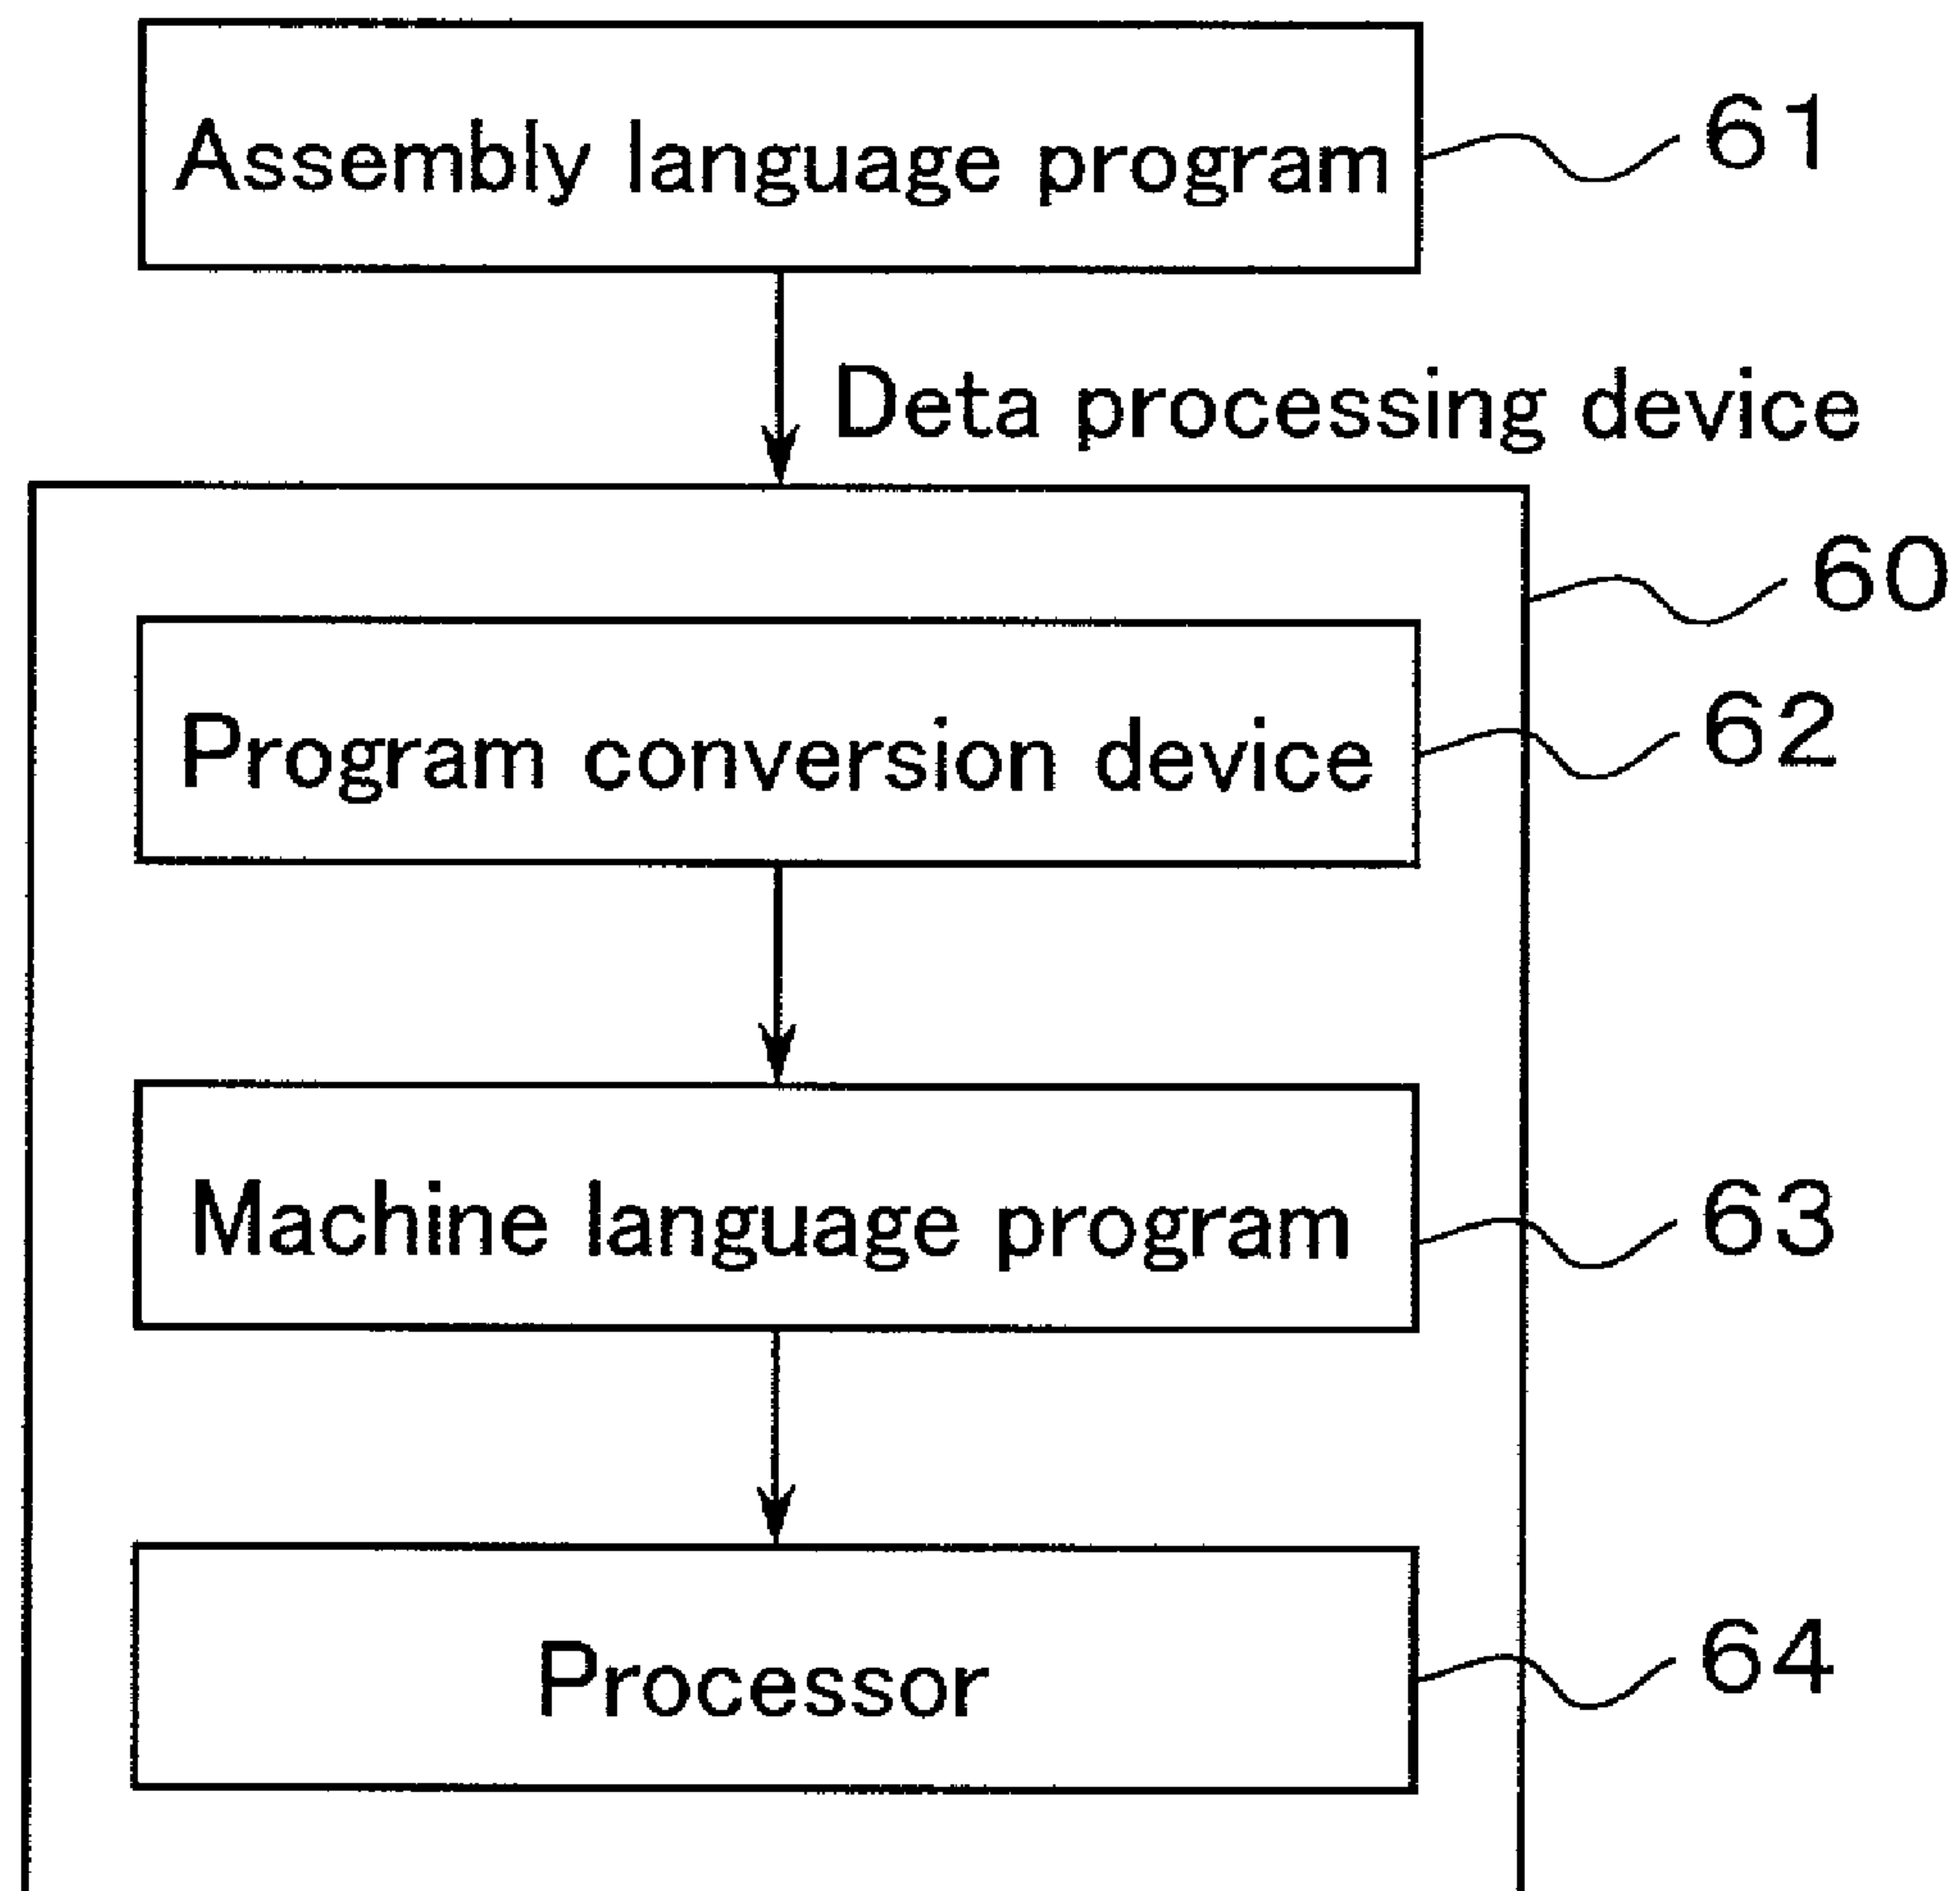 Assembly language program
61
Deta processing device
60
Program conversion device
62
Machine language program
63
Processor
64